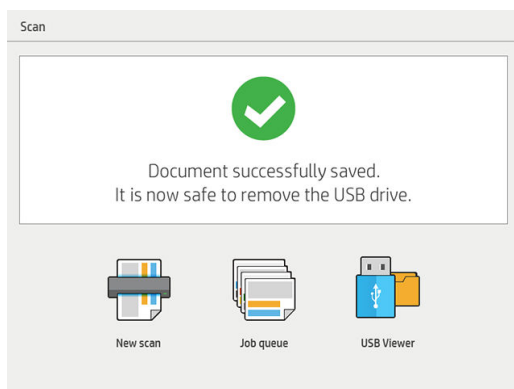 Scan
Document successfully saved.
It is now safe to remove the USB drive.
New scan
Job queue
USB Viewer